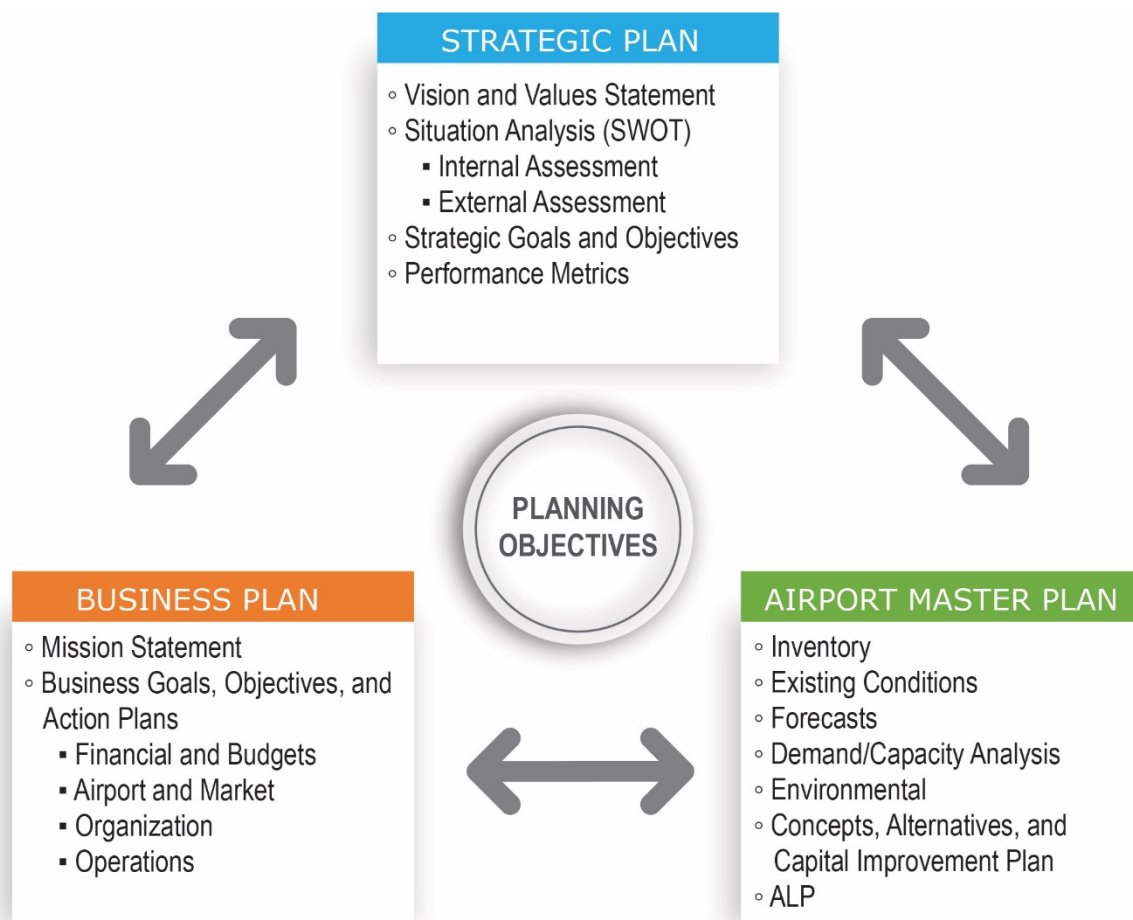 STRATEGIC PLAN
◦ Vision and Values Statement
◦ Situation Analysis (SWOT)
▪ Internal Assessment
▪ External Assessment
◦ Strategic Goals and Objectives
◦ Performance Metrics
PLANNING
OBJECTIVES
BUSINESS PLAN
◦ Mission Statement
◦ Business Goals, Objectives, and
Action Plans
▪ Financial and Budgets
▪ Airport and Market
▪ Organization
▪ Operations
AIRPORT MASTER PLAN
◦ Inventory
◦ Existing Conditions
◦ Forecasts
◦ Demand/Capacity Analysis
◦ Environmental
◦ Concepts, Alternatives, and
Capital Improvement Plan
◦ ALP